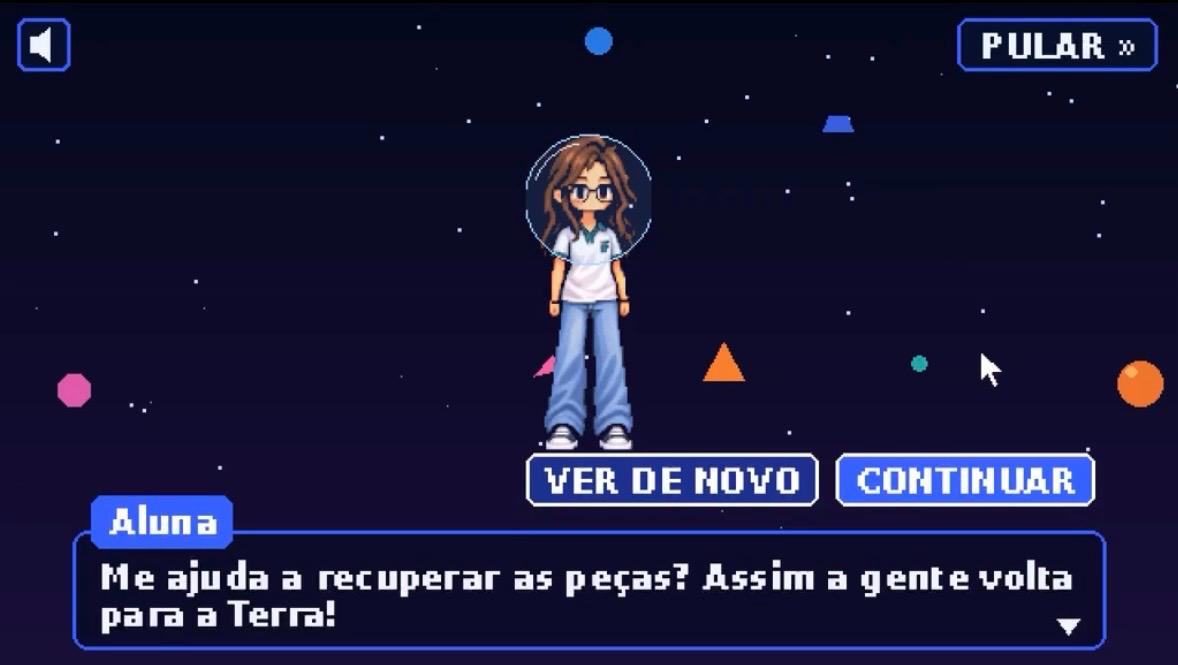 PULAR »
VER DE NOVO
CONTINUAR
Aluna
Me ajuda a recuperar as peças? Assim a gente volta
para a Terra!